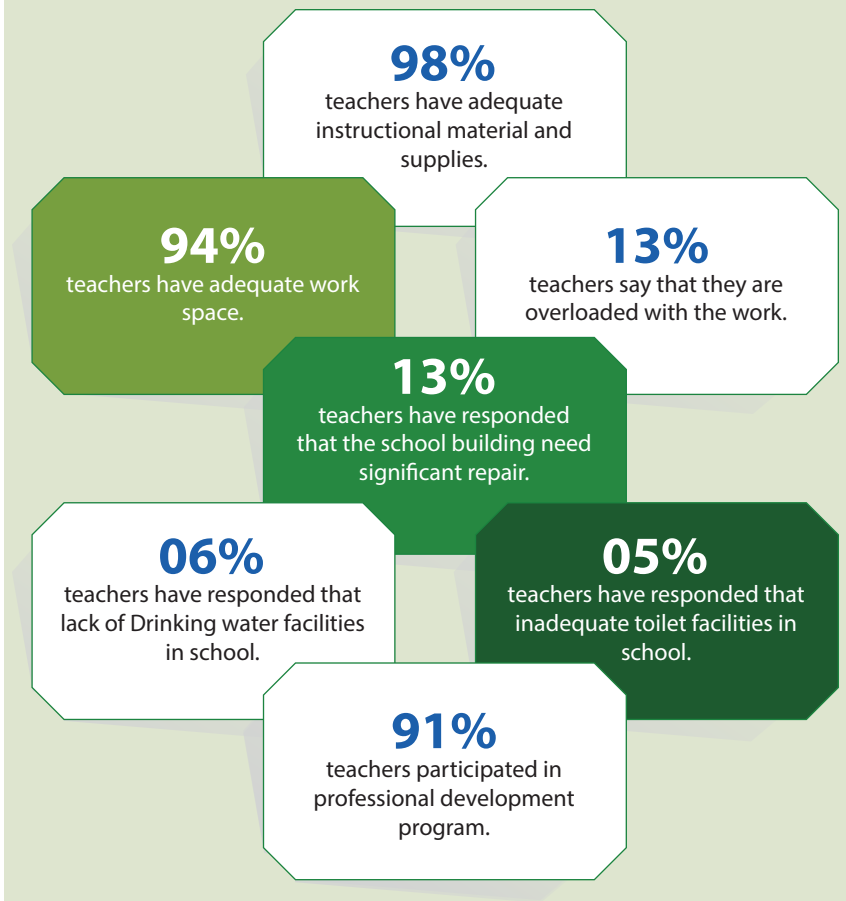 98%
teachers have adequate
instructional material and
supplies.
94%
teachers have adequate work
space.
13%
teachers say that they are
overloaded with the work.
13%
teachers have responded
that the school building need
significant repair.
06%
teachers have responded that
lack of Drinking water facilities
in school.
05%
teachers have responded that
inadequate toilet facilities in
school.
91%
teachers participated in
professional development
program.